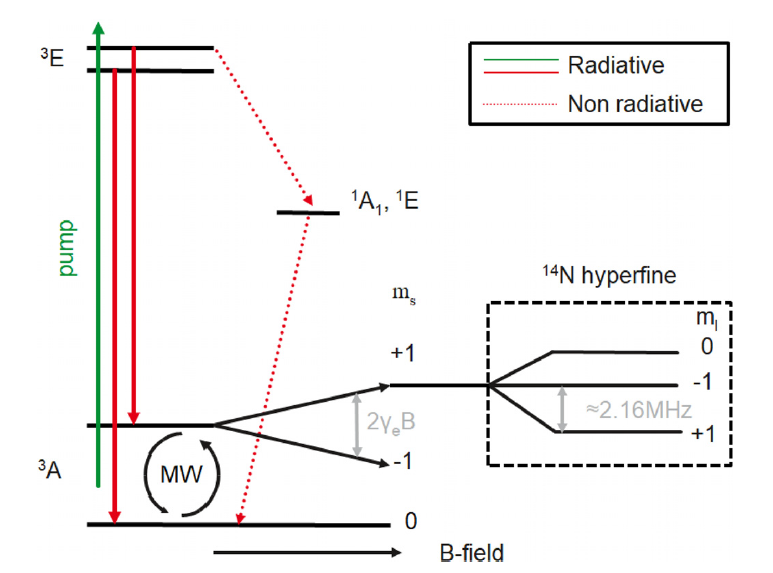 ³E
Radiative
Non radiative
pump
¹A₁, ¹E
¹⁴N hyperfine
mₛ
mI
0
+1
-1
≈2.16MHz
2γₑB
+1
-1
³A
MW
0
B-field